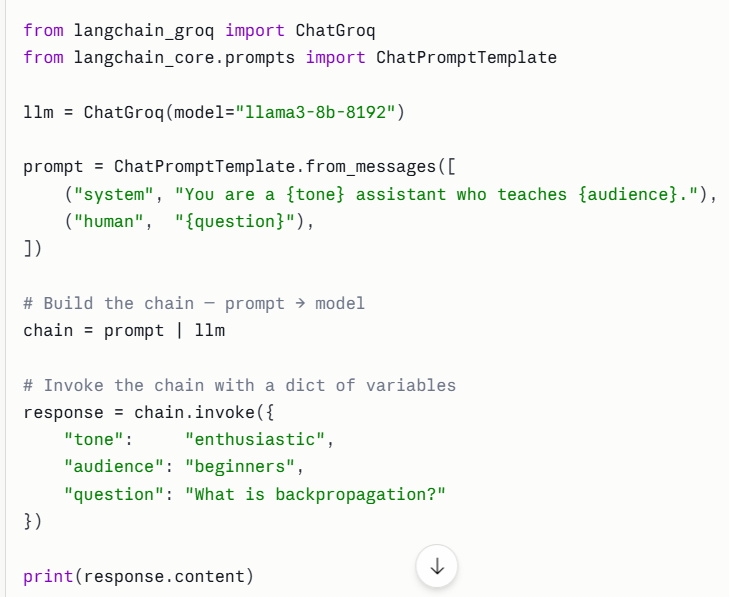 from langchain_groq import ChatGroq
from langchain_core.prompts import ChatPromptTemplate
llm = ChatGroq(model="llama3-8b-8192")
prompt = ChatPromptTemplate.from_messages([
    ("system", "You are a {tone} assistant who teaches {audience}."),
    ("human",  "{question}"),
])
# Build the chain — prompt → model
chain = prompt | llm
# Invoke the chain with a dict of variables
response = chain.invoke({
    "tone":     "enthusiastic",
    "audience": "beginners",
    "question": "What is backpropagation?"
})
print(response.content)